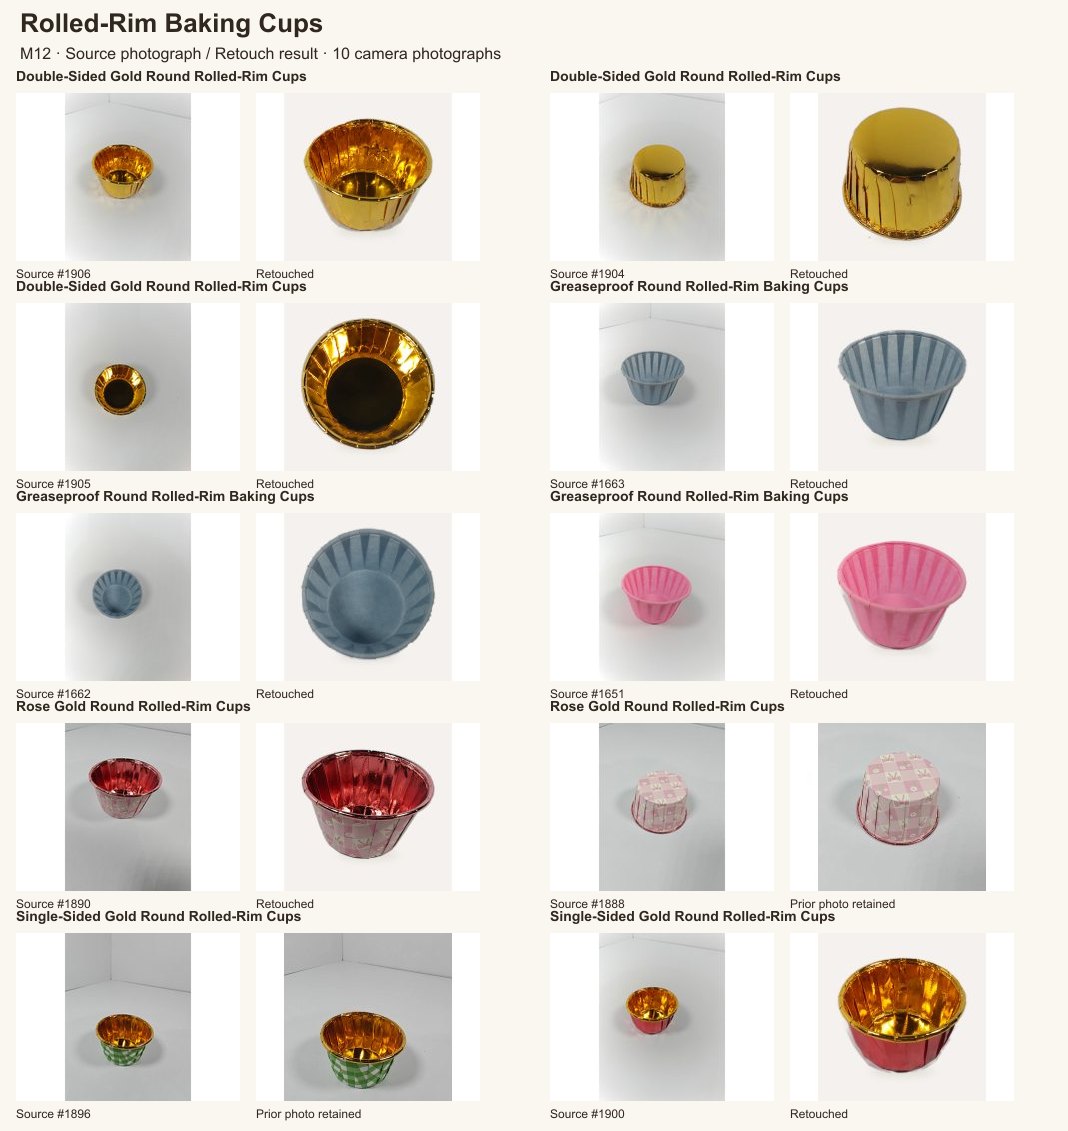 Rolled-Rim Baking Cups
M12 · Source photograph / Retouch result · 10 camera photographs
Double-Sided Gold Round Rolled-Rim Cups
Double-Sided Gold Round Rolled-Rim Cups
Source #1906
Retouched
Source #1904
Retouched
Double-Sided Gold Round Rolled-Rim Cups
Greaseproof Round Rolled-Rim Baking Cups
Source #1905
Retouched
Source #1663
Retouched
Greaseproof Round Rolled-Rim Baking Cups
Greaseproof Round Rolled-Rim Baking Cups
Source #1662
Retouched
Source #1651
Retouched
Rose Gold Round Rolled-Rim Cups
Rose Gold Round Rolled-Rim Cups
Source #1890
Retouched
Source #1888
Prior photo retained
Single-Sided Gold Round Rolled-Rim Cups
Single-Sided Gold Round Rolled-Rim Cups
Source #1896
Prior photo retained
Source #1900
Retouched